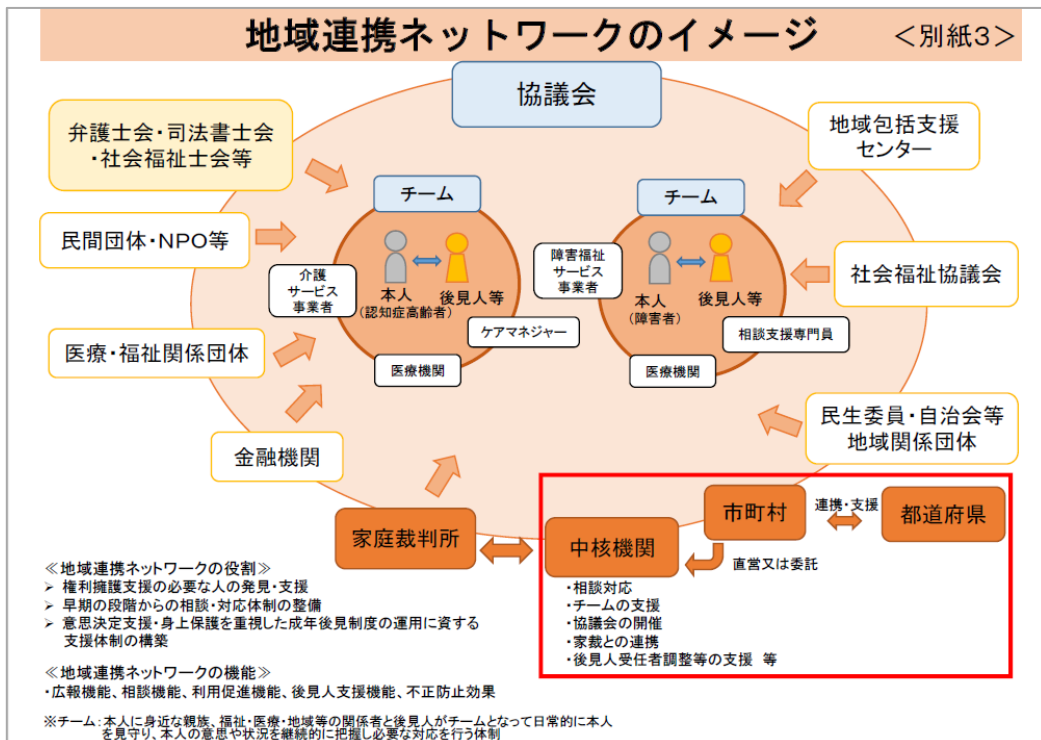 地域連携ネットワークのイメージ
＜別紙3＞
協議会
弁護士会・司法書士会
・社会福祉士会等
地域包括支援
センター
チーム
チーム
民間団体・NPO等
介護
サービス
事業者
本人
(認知症高齢者)
後見人等
ケアマネジャー
医療機関
障害福祉
サービス
事業者
本人
(障害者)
後見人等
相談支援専門員
医療機関
社会福祉協議会
医療・福祉関係団体
金融機関
民生委員・自治会等
地域関係団体
家庭裁判所
中核機関
市町村
連携・支援
都道府県
直営又は委託
・相談対応
・チームの支援
・協議会の開催
・家裁との連携
・後見人受任者調整等の支援 等
≪地域連携ネットワークの役割≫
➢ 権利擁護支援の必要な人の発見・支援
➢ 早期の段階からの相談・対応体制の整備
➢ 意思決定支援・身上保護を重視した成年後見制度の運用に資する
支援体制の構築
≪地域連携ネットワークの機能≫
・広報機能、相談機能、利用促進機能、後見人支援機能、不正防止効果
※チーム：本人に身近な親族、福祉・医療・地域等の関係者と後見人がチームとなって日常的に本人
を見守り、本人の意思や状況を継続的に把握し必要な対応を行う体制